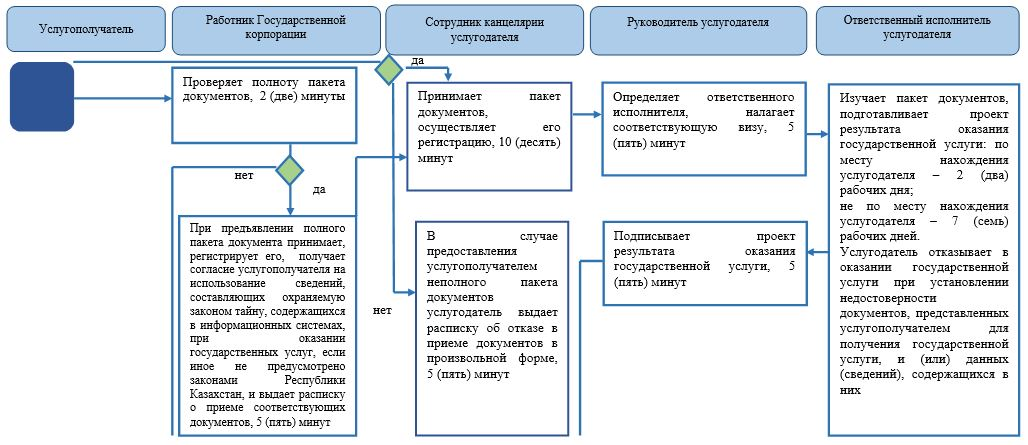 Услугополучатель
Работник Государственной
корпорации
Сотрудник канцелярии
услугодателя
Руководитель услугодателя
Ответственный исполнитель
услугодателя
Проверяет полноту пакета
документов, 2 (две) минуты
нет
да
При предъявлении полного
пакета документа принимает,
регистрирует его, получает
согласие услугополучателя на
использование сведений,
составляющих охраняемую
законом тайну, содержащихся
в информационных системах,
при оказании
государственных услуг, если
иное не предусмотрено
законами Республики
Казахстан, и выдает расписку
о приеме соответствующих
документов, 5 (пять) минут
да
Принимает пакет
документов,
осуществляет его
регистрацию, 10 (десять)
минут
нет
В случае
предоставления
услугополучателем
неполного пакета
документов
услугодатель выдает
расписку об отказе в
приеме документов в
произвольной форме,
5 (пять) минут
Определяет ответственного
исполнителя, налагает
соответствующую визу, 5
(пять) минут
Подписывает проект
результата оказания
государственной услуги, 5
(пять) минут
Изучает пакет документов,
подготавливает проект
результата оказания
государственной услуги: по
месту нахождения
услугодателя – 2 (два)
рабочих дня;
не по месту нахождения
услугодателя – 7 (семь)
рабочих дней.
Услугодатель отказывает в
оказании государственной
услуги при установлении
недостоверности
документов, представленных
услугополучателем для
получения государственной
услуги, и (или) данных
(сведений), содержащихся в
них